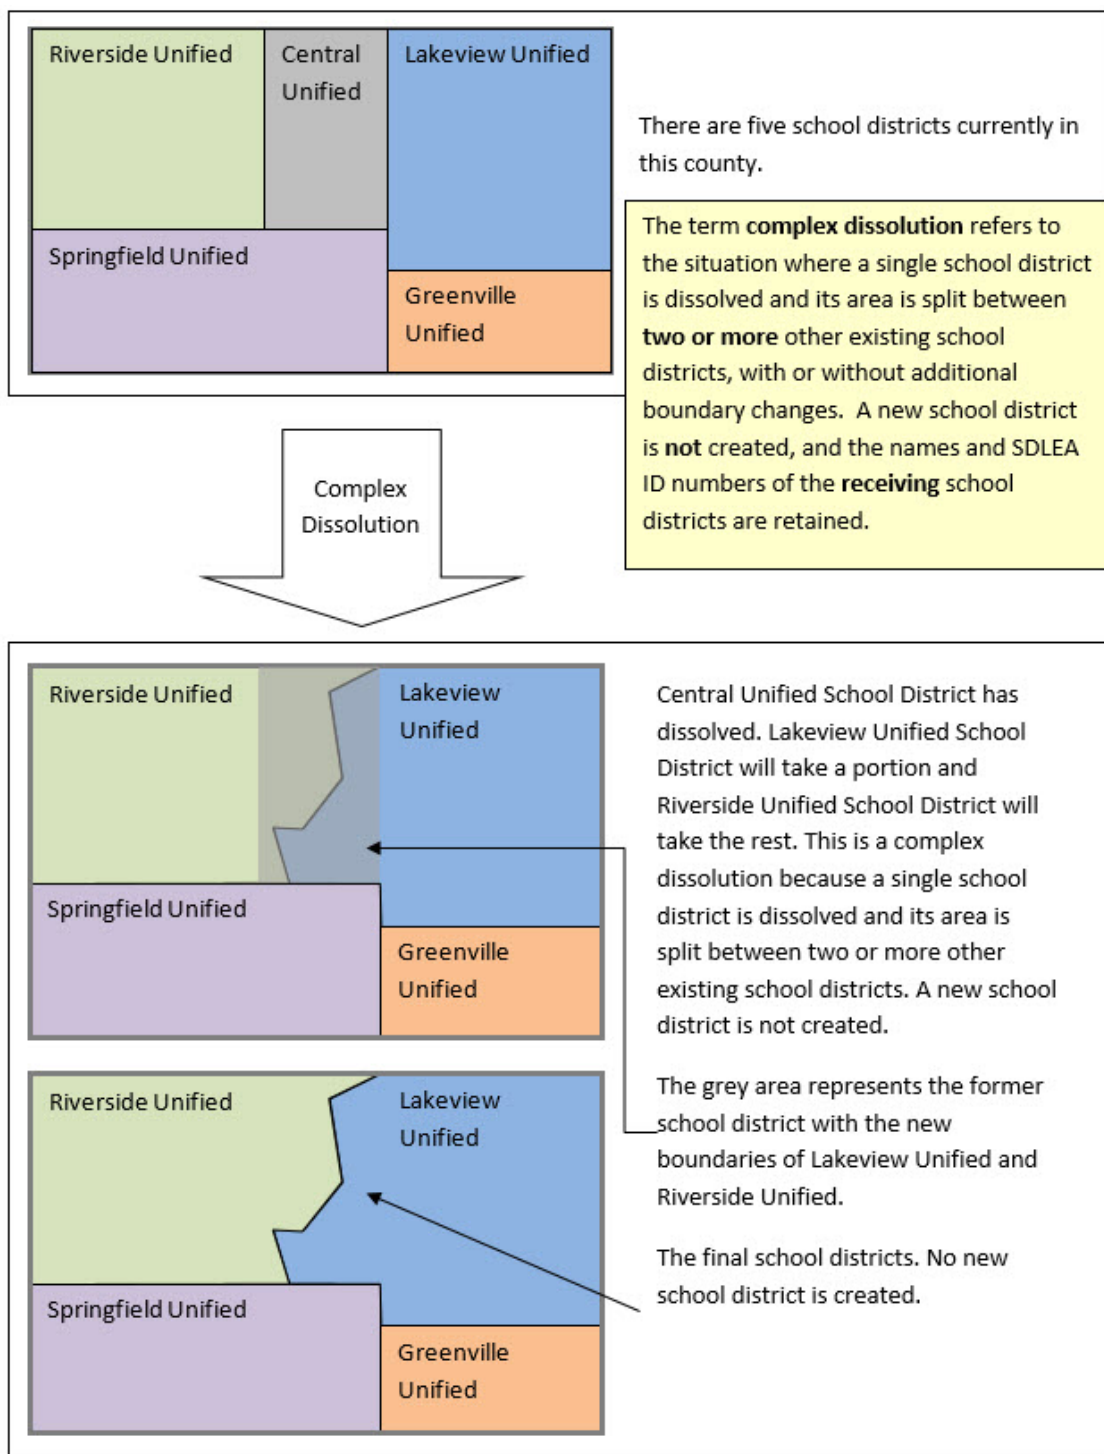 Riverside Unified
Central
Unified
Lakeview Unified
Springfield Unified
Greenville
Unified
There are five school districts currently in
this county.
The term complex dissolution refers to
the situation where a single school district
is dissolved and its area is split between
two or more other existing school
districts, with or without additional
boundary changes.  A new school district
is not created, and the names and SDLEA
ID numbers of the receiving school
districts are retained.
Complex
Dissolution
Riverside Unified
Lakeview
Unified
Springfield Unified
Greenville
Unified
Central Unified School District has
dissolved. Lakeview Unified School
District will take a portion and
Riverside Unified School District will
take the rest. This is a complex
dissolution because a single school
district is dissolved and its area is
split between two or more other
existing school districts. A new school
district is not created.
The grey area represents the former
school district with the new
boundaries of Lakeview Unified and
Riverside Unified.
Riverside Unified
Lakeview
Unified
Springfield Unified
Greenville
Unified
The final school districts. No new
school district is created.